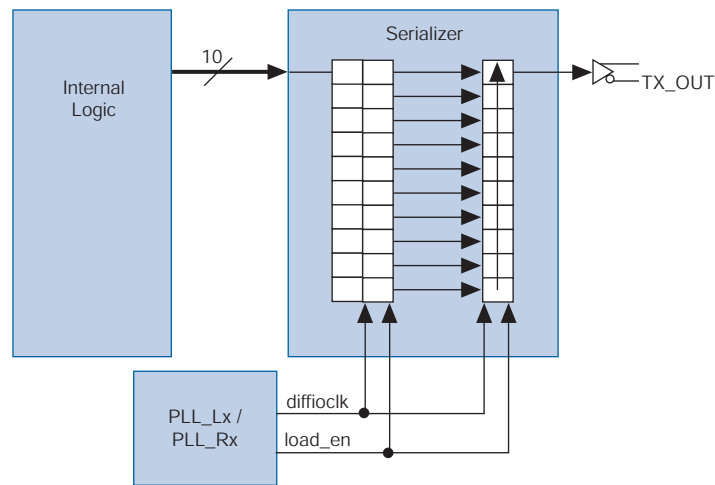 Serializer
10
Internal
Logic
TX_OUT
diffioclk
PLL_Lx /
PLL_Rx
load_en